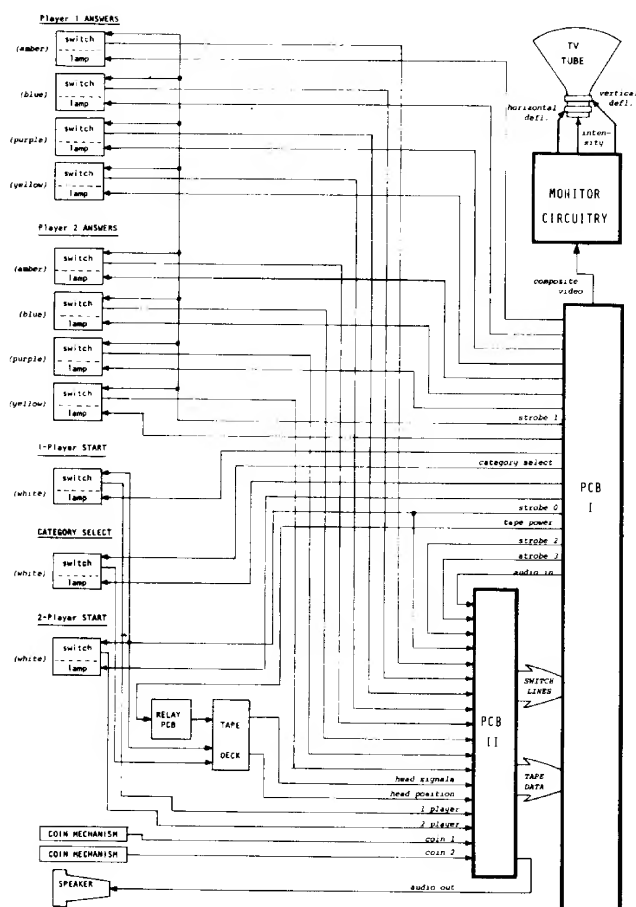 Player 1 ANSWERS
(amber)
switch
lamp
(blue)
switch
lamp
(purple)
switch
lamp
(yellow)
switch
lamp
Player 2 ANSWERS
(amber)
switch
lamp
(blue)
switch
lamp
(purple)
switch
lamp
(yellow)
switch
lamp
1-Player START
(white)
switch
lamp
CATEGORY SELECT
(white)
switch
lamp
2-Player START
(white)
switch
lamp
RELAY
PCB
TAPE
DECK
COIN MECHANISM
COIN MECHANISM
SPEAKER
TV
TUBE
horizontal
defl.
vertical
defl.
inten-
sity
MONITOR
CIRCUITRY
composite
video
strobe 1
category select
strobe 0
tape power
strobe 2
strobe 3
audio in
PCB
I
PCB
II
SWITCH
LINES
TAPE
DATA
head signals
head position
1 player
2 player
coin 1
coin 2
audio out